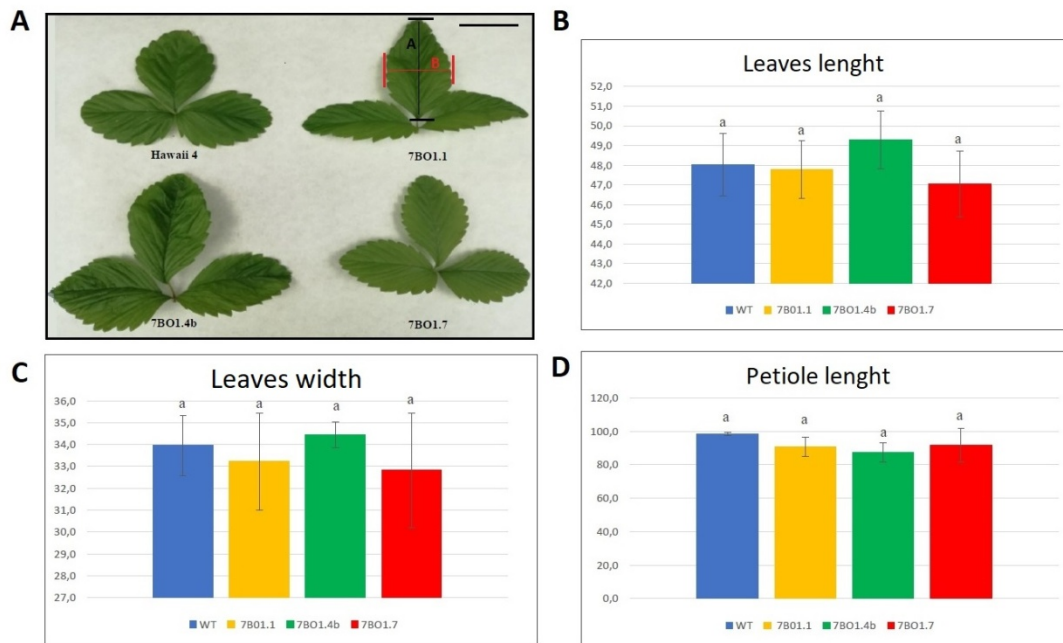 A
A
B
Hawaii 4
7BO1.1
7BO1.4b
7BO1.7
B
Leaves lenght
52,0
51,0
50,0
49,0
48,0
47,0
46,0
45,0
44,0
43,0
42,0
a
a
a
a
WT 7B01.1 7BO1.4b 7BO1.7
C
Leaves width
36,0
35,0
34,0
33,0
32,0
31,0
30,0
29,0
28,0
27,0
a
a
a
a
WT 7B01.1 7BO1.4b 7BO1.7
D
Petiole lenght
120,0
100,0
80,0
60,0
40,0
20,0
0,0
a
a
a
a
WT 7B01.1 7BO1.4b 7BO1.7